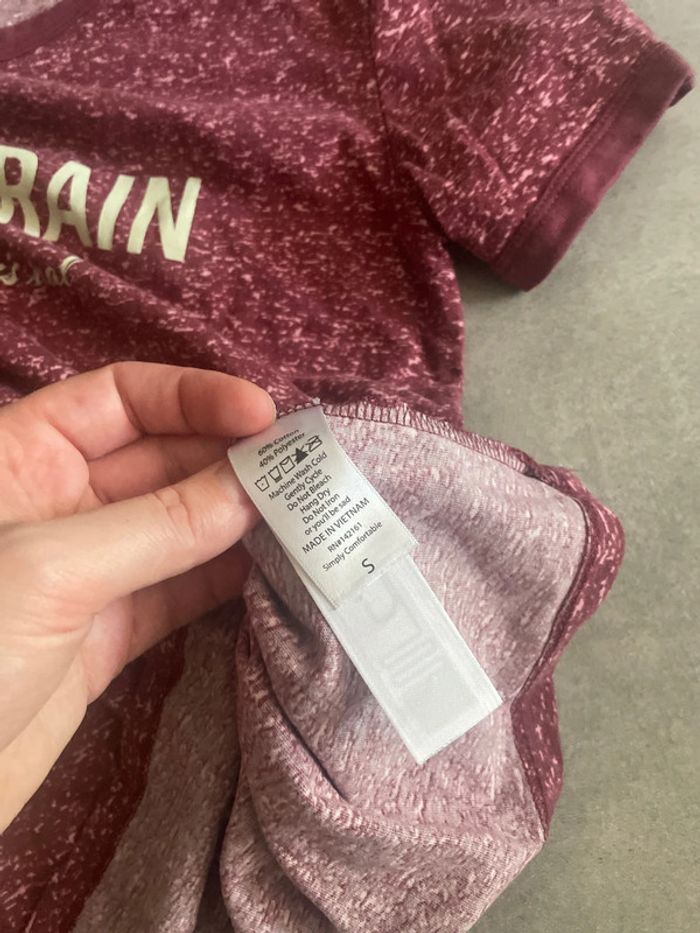 RAIN
60% Cotton
40% Polyester
Machine Wash Cold
Gently Cycle
Do Not Bleach
Hang Dry
Do Not Iron
or you'll be sad
MADE IN VIETNAM
RN#142161
Simply Comfortable
S